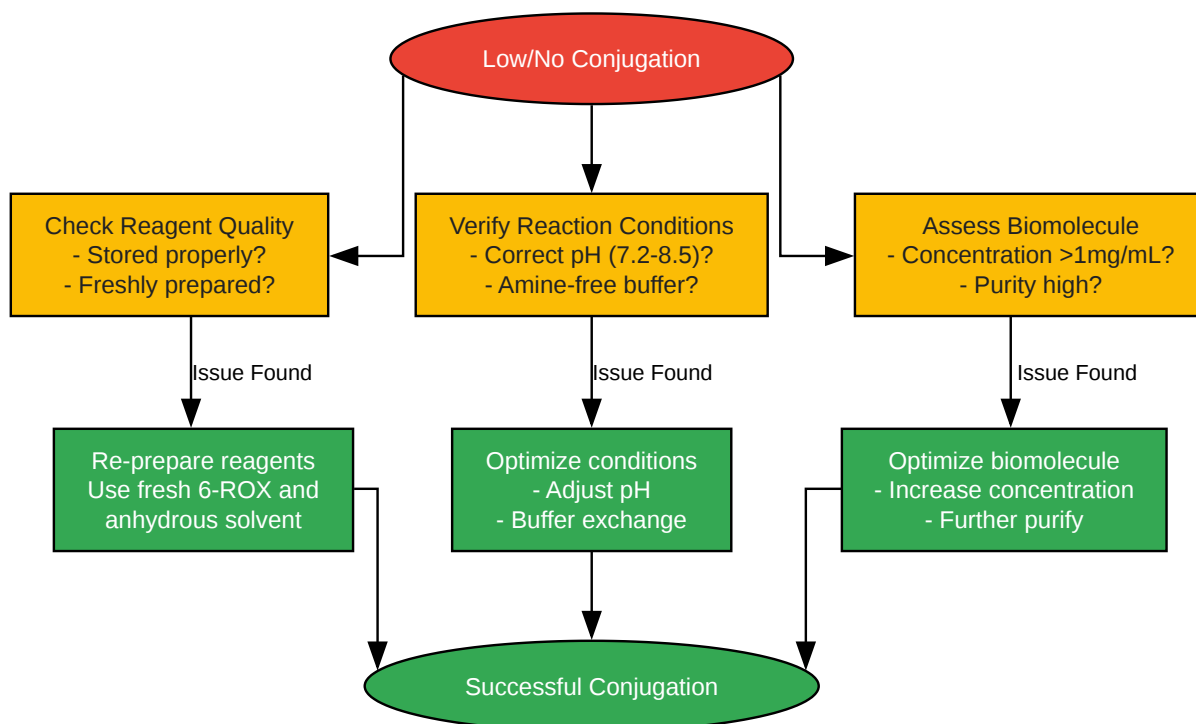 Low/No Conjugation
Check Reagent Quality
- Stored properly?
- Freshly prepared?
Verify Reaction Conditions
- Correct pH (7.2-8.5)?
- Amine-free buffer?
Assess Biomolecule
- Concentration >1mg/mL?
- Purity high?
Issue Found
Issue Found
Issue Found
Re-prepare reagents
Use fresh 6-ROX and
anhydrous solvent
Optimize conditions
- Adjust pH
- Buffer exchange
Optimize biomolecule
- Increase concentration
- Further purify
Successful Conjugation